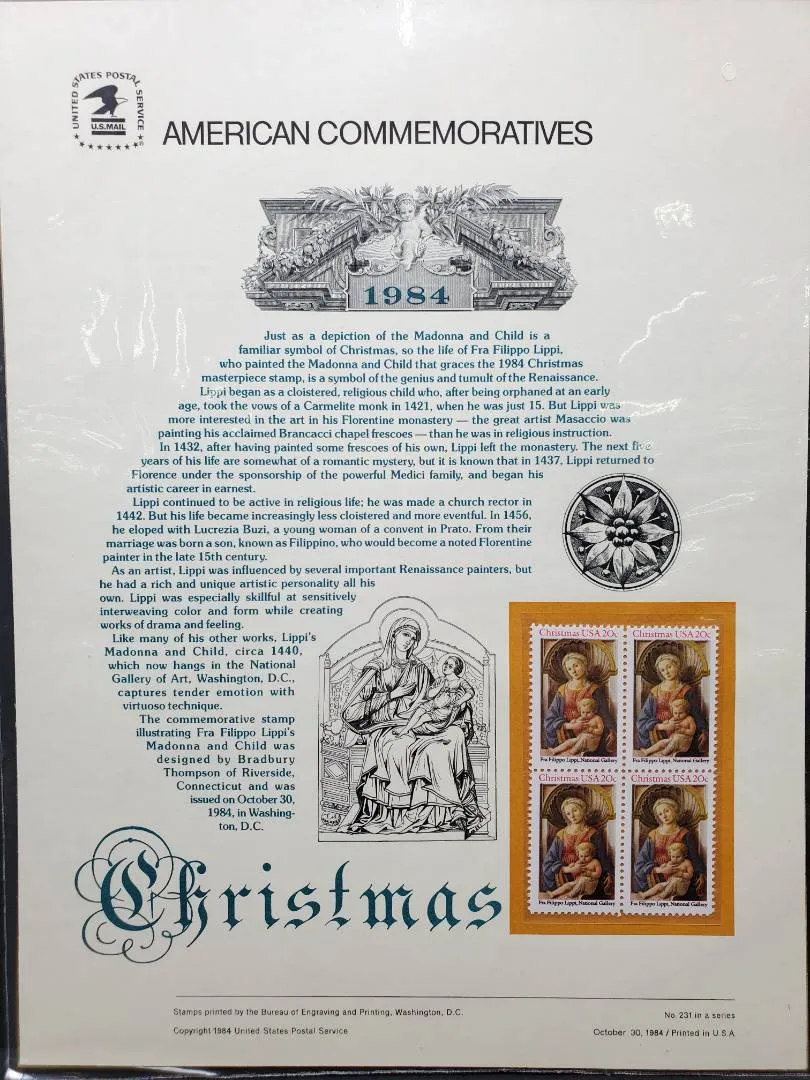 UNITED STATES POSTAL SERVICE
U.S.MAIL
AMERICAN COMMEMORATIVES
1984
Just as a depiction of the Madonna and Child is a
familiar symbol of Christmas, so the life of Fra Filippo Lippi,
who painted the Madonna and Child that graces the 1984 Christmas
masterpiece stamp, is a symbol of the genius and tumult of the Renaissance.
Lippi began as a cloistered, religious child who, after being orphaned at an early
age, took the vows of a Carmelite monk in 1421, when he was just 15. But Lippi was
more interested in the art in his Florentine monastery — the great artist Masaccio was
painting his acclaimed Brancacci chapel frescoes — than he was in religious instruction.
In 1432, after having painted some frescoes of his own, Lippi left the monastery. The next five
years of his life are somewhat of a romantic mystery, but it is known that in 1437, Lippi returned to
Florence under the sponsorship of the powerful Medici family, and began his
artistic career in earnest.
Lippi continued to be active in religious life; he was made a church rector in
1442. But his life became increasingly less cloistered and more eventful. In 1456,
he eloped with Lucrezia Buzi, a young woman of a convent in Prato. From their
marriage was born a son, known as Filippino, who would become a noted Florentine
painter in the late 15th century.
As an artist, Lippi was influenced by several important Renaissance painters, but
he had a rich and unique artistic personality all his
own. Lippi was especially skillful at sensitively
interweaving color and form while creating
works of drama and feeling.
Like many of his other works, Lippi's
Madonna and Child, circa 1440,
which now hangs in the National
Gallery of Art, Washington, D.C.,
captures tender emotion with
virtuoso technique.
The commemorative stamp
illustrating Fra Filippo Lippi's
Madonna and Child was
designed by Bradbury
Thompson of Riverside,
Connecticut and was
issued on October 30,
1984, in Washing-
ton, D.C.
Christmas USA 20c
Christmas USA 20c
Fra Filippo Lippi, National Gallery
Fra Filippo Lippi, National Gallery
Christmas USA 20c
Christmas USA 20c
Fra Filippo Lippi, National Gallery
Fra Filippo Lippi, National Gallery
Christmas
Stamps printed by the Bureau of Engraving and Printing, Washington, D.C.
No. 231 in a series
Copyright 1984 United States Postal Service
October 30, 1984 / Printed in U.S.A.